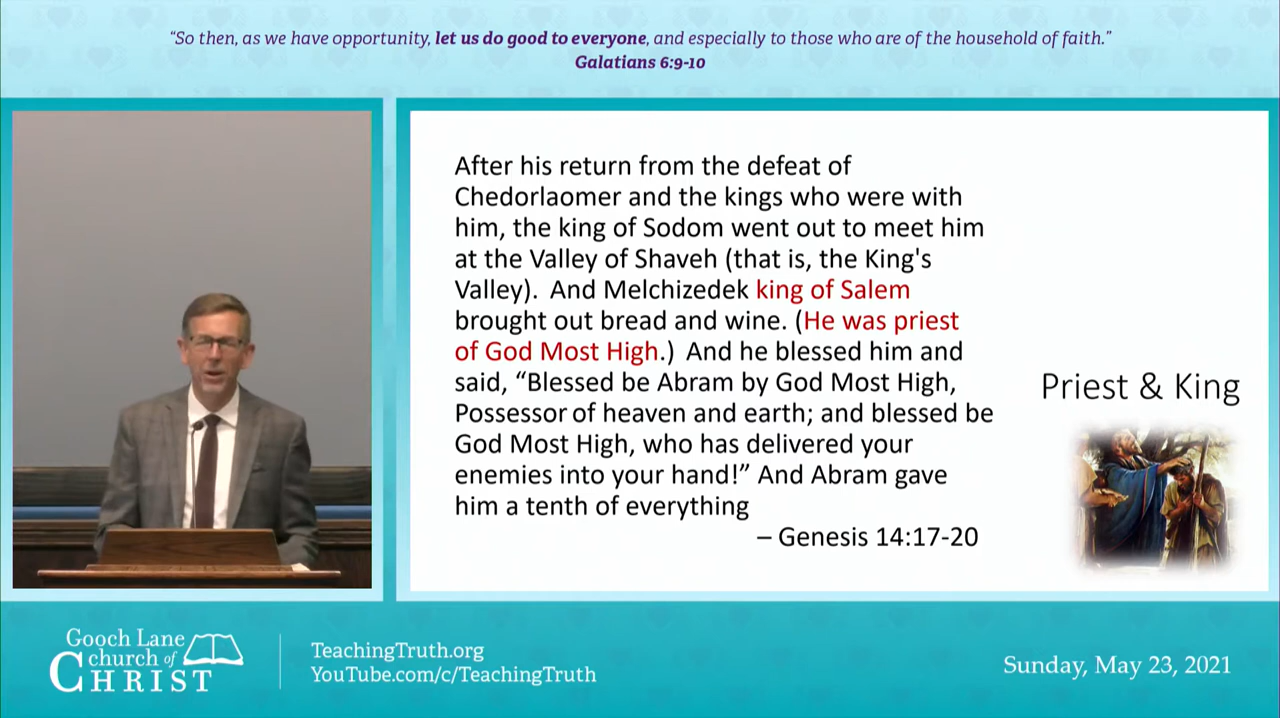 “So then, as we have opportunity, let us do good to everyone, and especially to those who are of the household of faith.”
Galatians 6:9-10
After his return from the defeat of
Chedorlaomer and the kings who were with
him, the king of Sodom went out to meet him
at the Valley of Shaveh (that is, the King's
Valley).  And Melchizedek king of Salem
brought out bread and wine. (He was priest
of God Most High.)  And he blessed him and
said, “Blessed be Abram by God Most High,
Possessor of heaven and earth; and blessed be
God Most High, who has delivered your
enemies into your hand!” And Abram gave
him a tenth of everything
– Genesis 14:17-20
Priest & King
Gooch Lane
church of
CHRIST
TeachingTruth.org
YouTube.com/c/TeachingTruth
Sunday, May 23, 2021